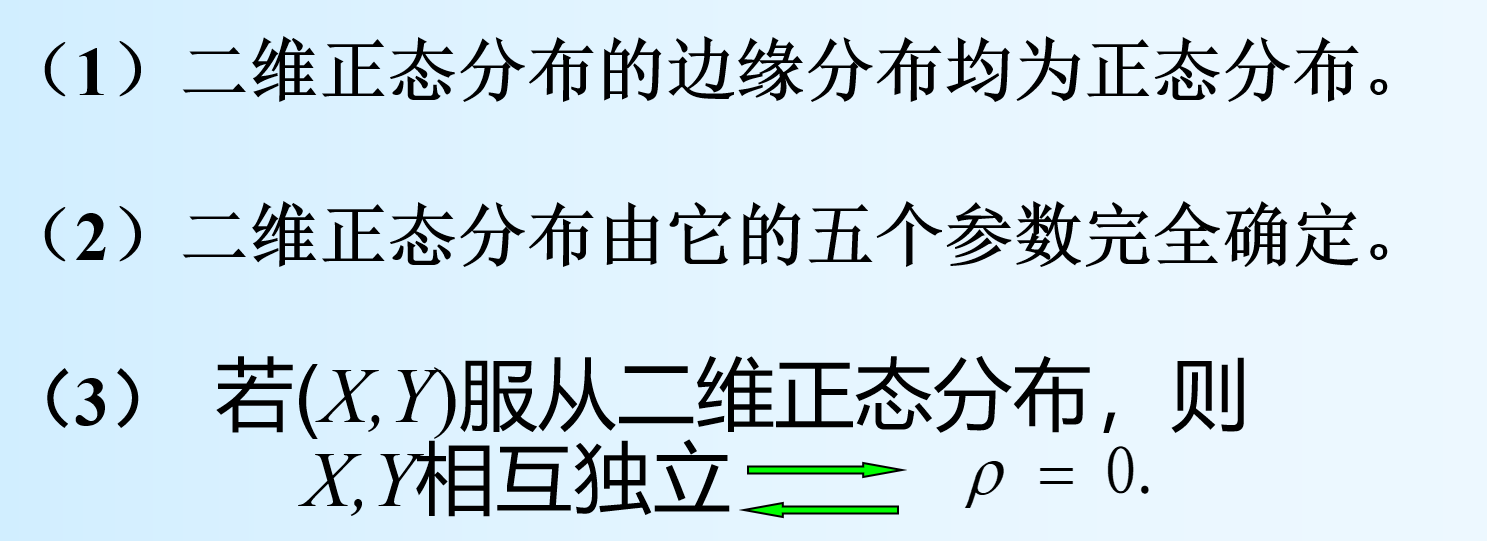 （1）二维正态分布的边缘分布均为正态分布。
（2）二维正态分布由它的五个参数完全确定。
（3） 若(X,Y)服从二维正态分布，则
X,Y相互独立 ρ = 0.